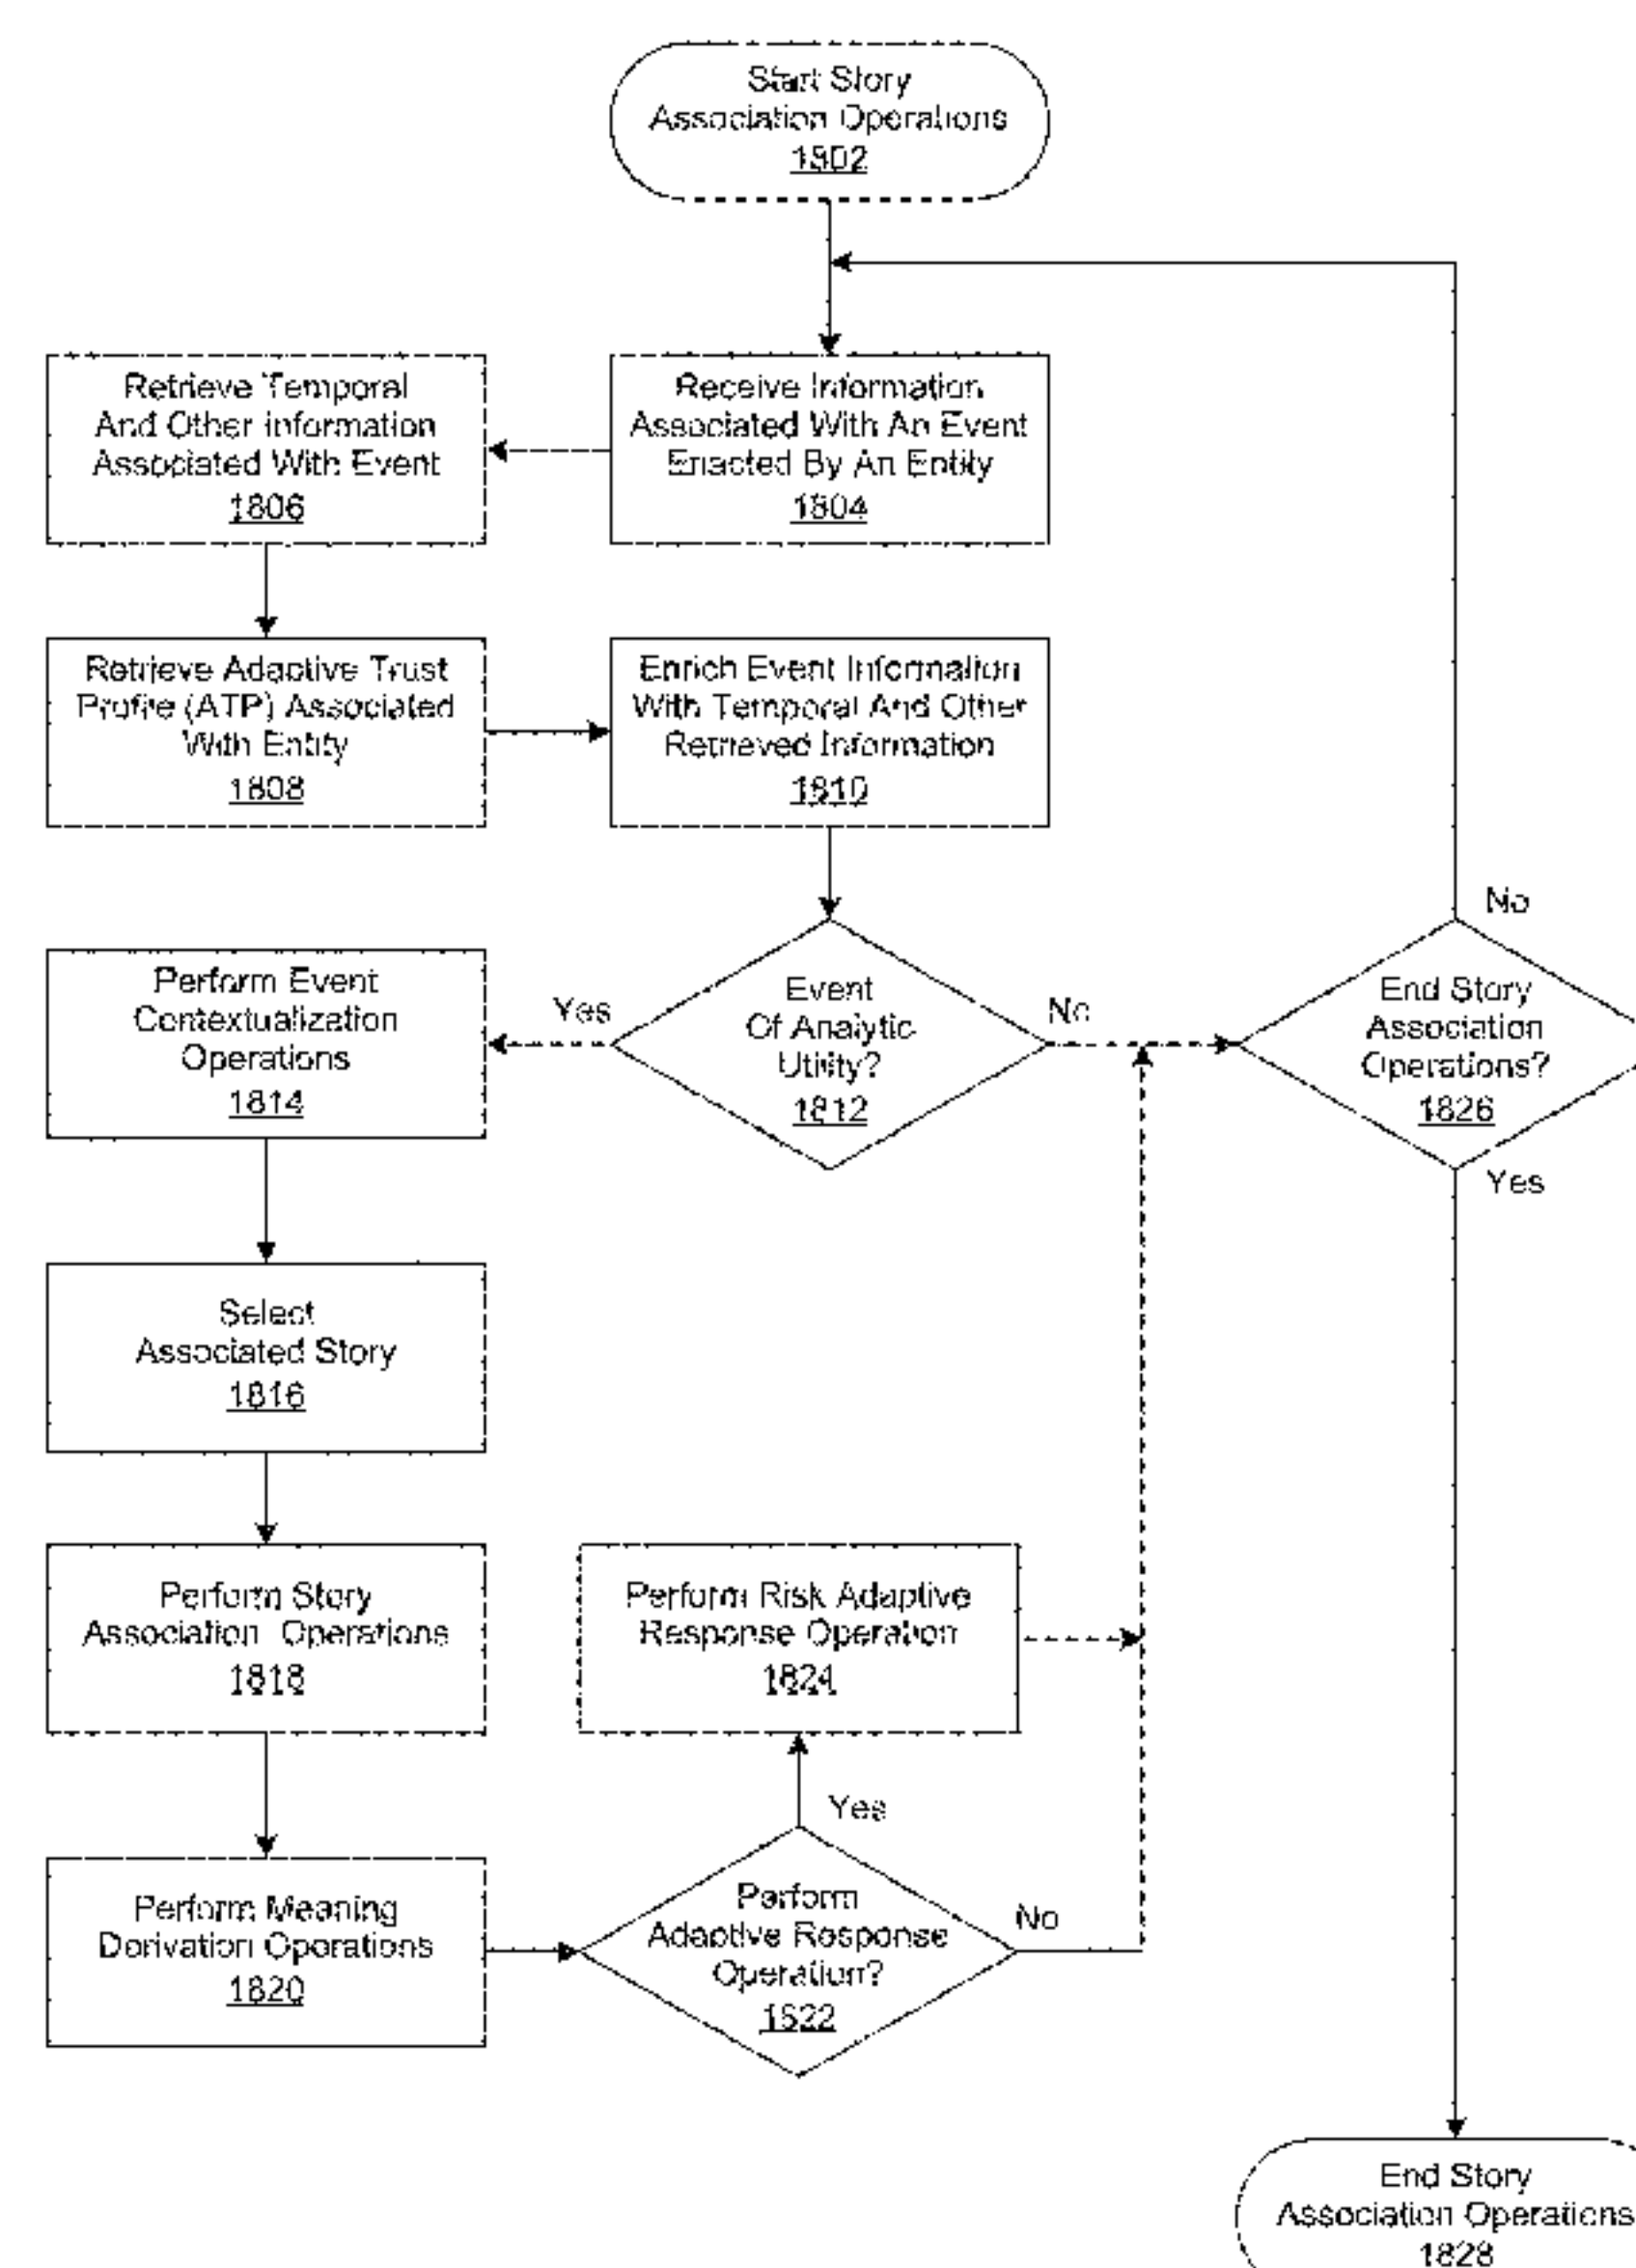 Start Story
Association Operations
1802
Receive Information
Associated With An Event
Enacted By An Entity
1804
Retrieve Temporal
And Other Information
Associated With Event
1806
Retrieve Adaptive Trust
Profile (ATP) Associated
With Entity
1808
Enrich Event Information
With Temporal And Other
Retrieved Information
1810
Event
Of Analytic
Utility?
1812
Yes
No
Perform Event
Contextualization
Operations
1814
Select
Associated Story
1816
Perform Story
Association Operations
1818
Perform Meaning
Derivation Operations
1820
Perform
Adaptive Response
Operation?
1822
Yes
No
Perform Risk Adaptive
Response Operation
1824
End Story
Association
Operations?
1826
No
Yes
End Story
Association Operations
1828